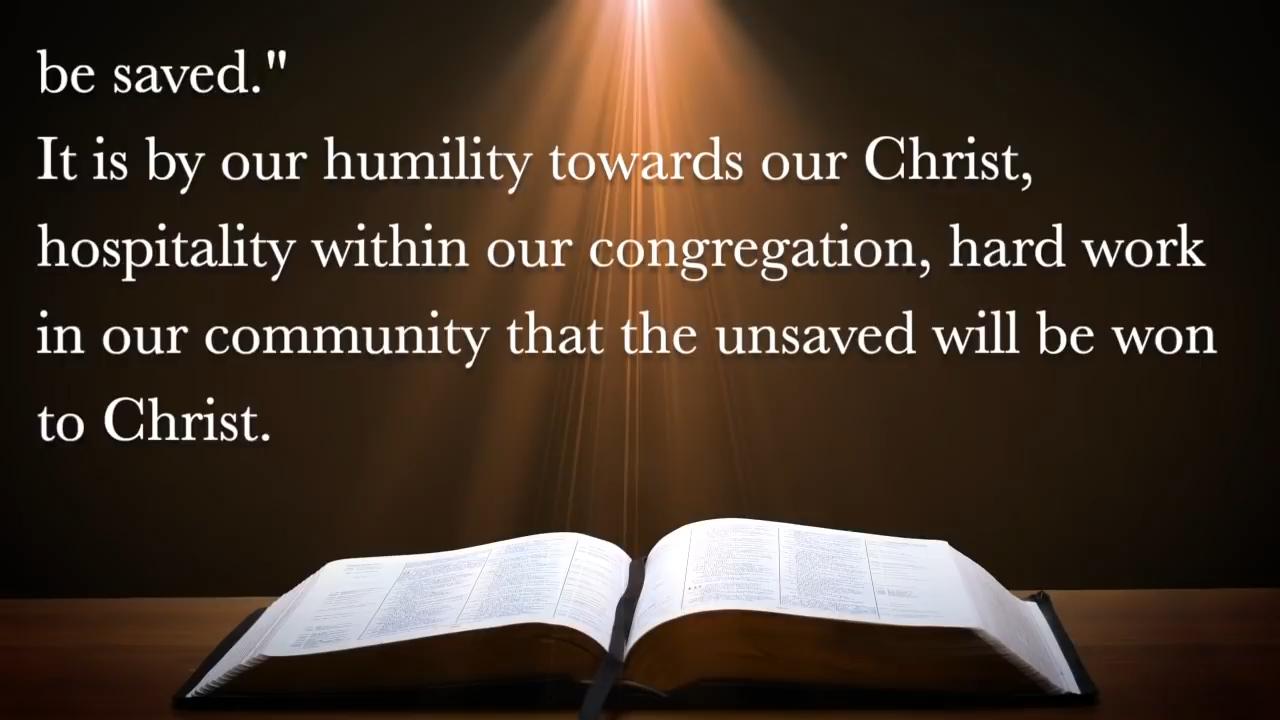 be saved."
It is by our humility towards our Christ,
hospitality within our congregation, hard work
in our community that the unsaved will be won
to Christ.